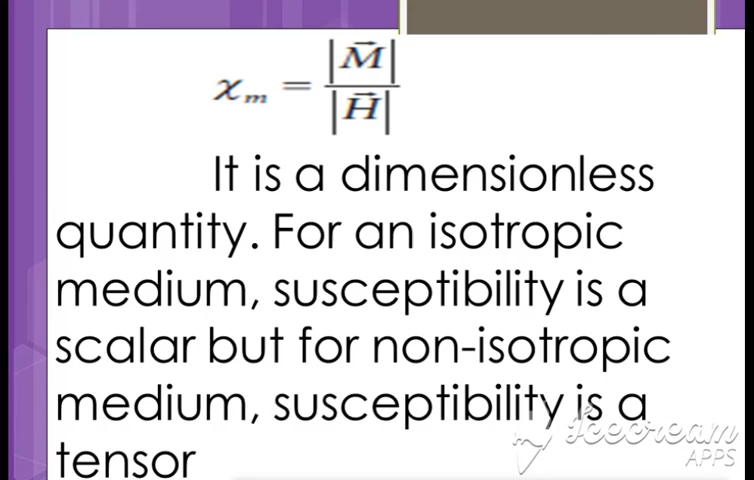 χₘ = |M⃗| / |H⃗|
It is a dimensionless
quantity. For an isotropic
medium, susceptibility is a
scalar but for non-isotropic
medium, susceptibility is a
tensor
Icecream
APPS